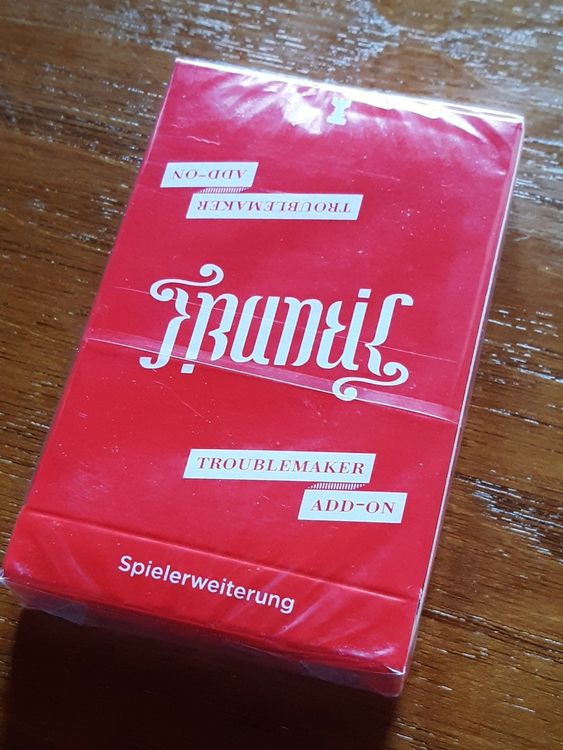 ADD-ON
TROUBLEMAKER
Frantic
TROUBLEMAKER
ADD-ON
Spielerweiterung